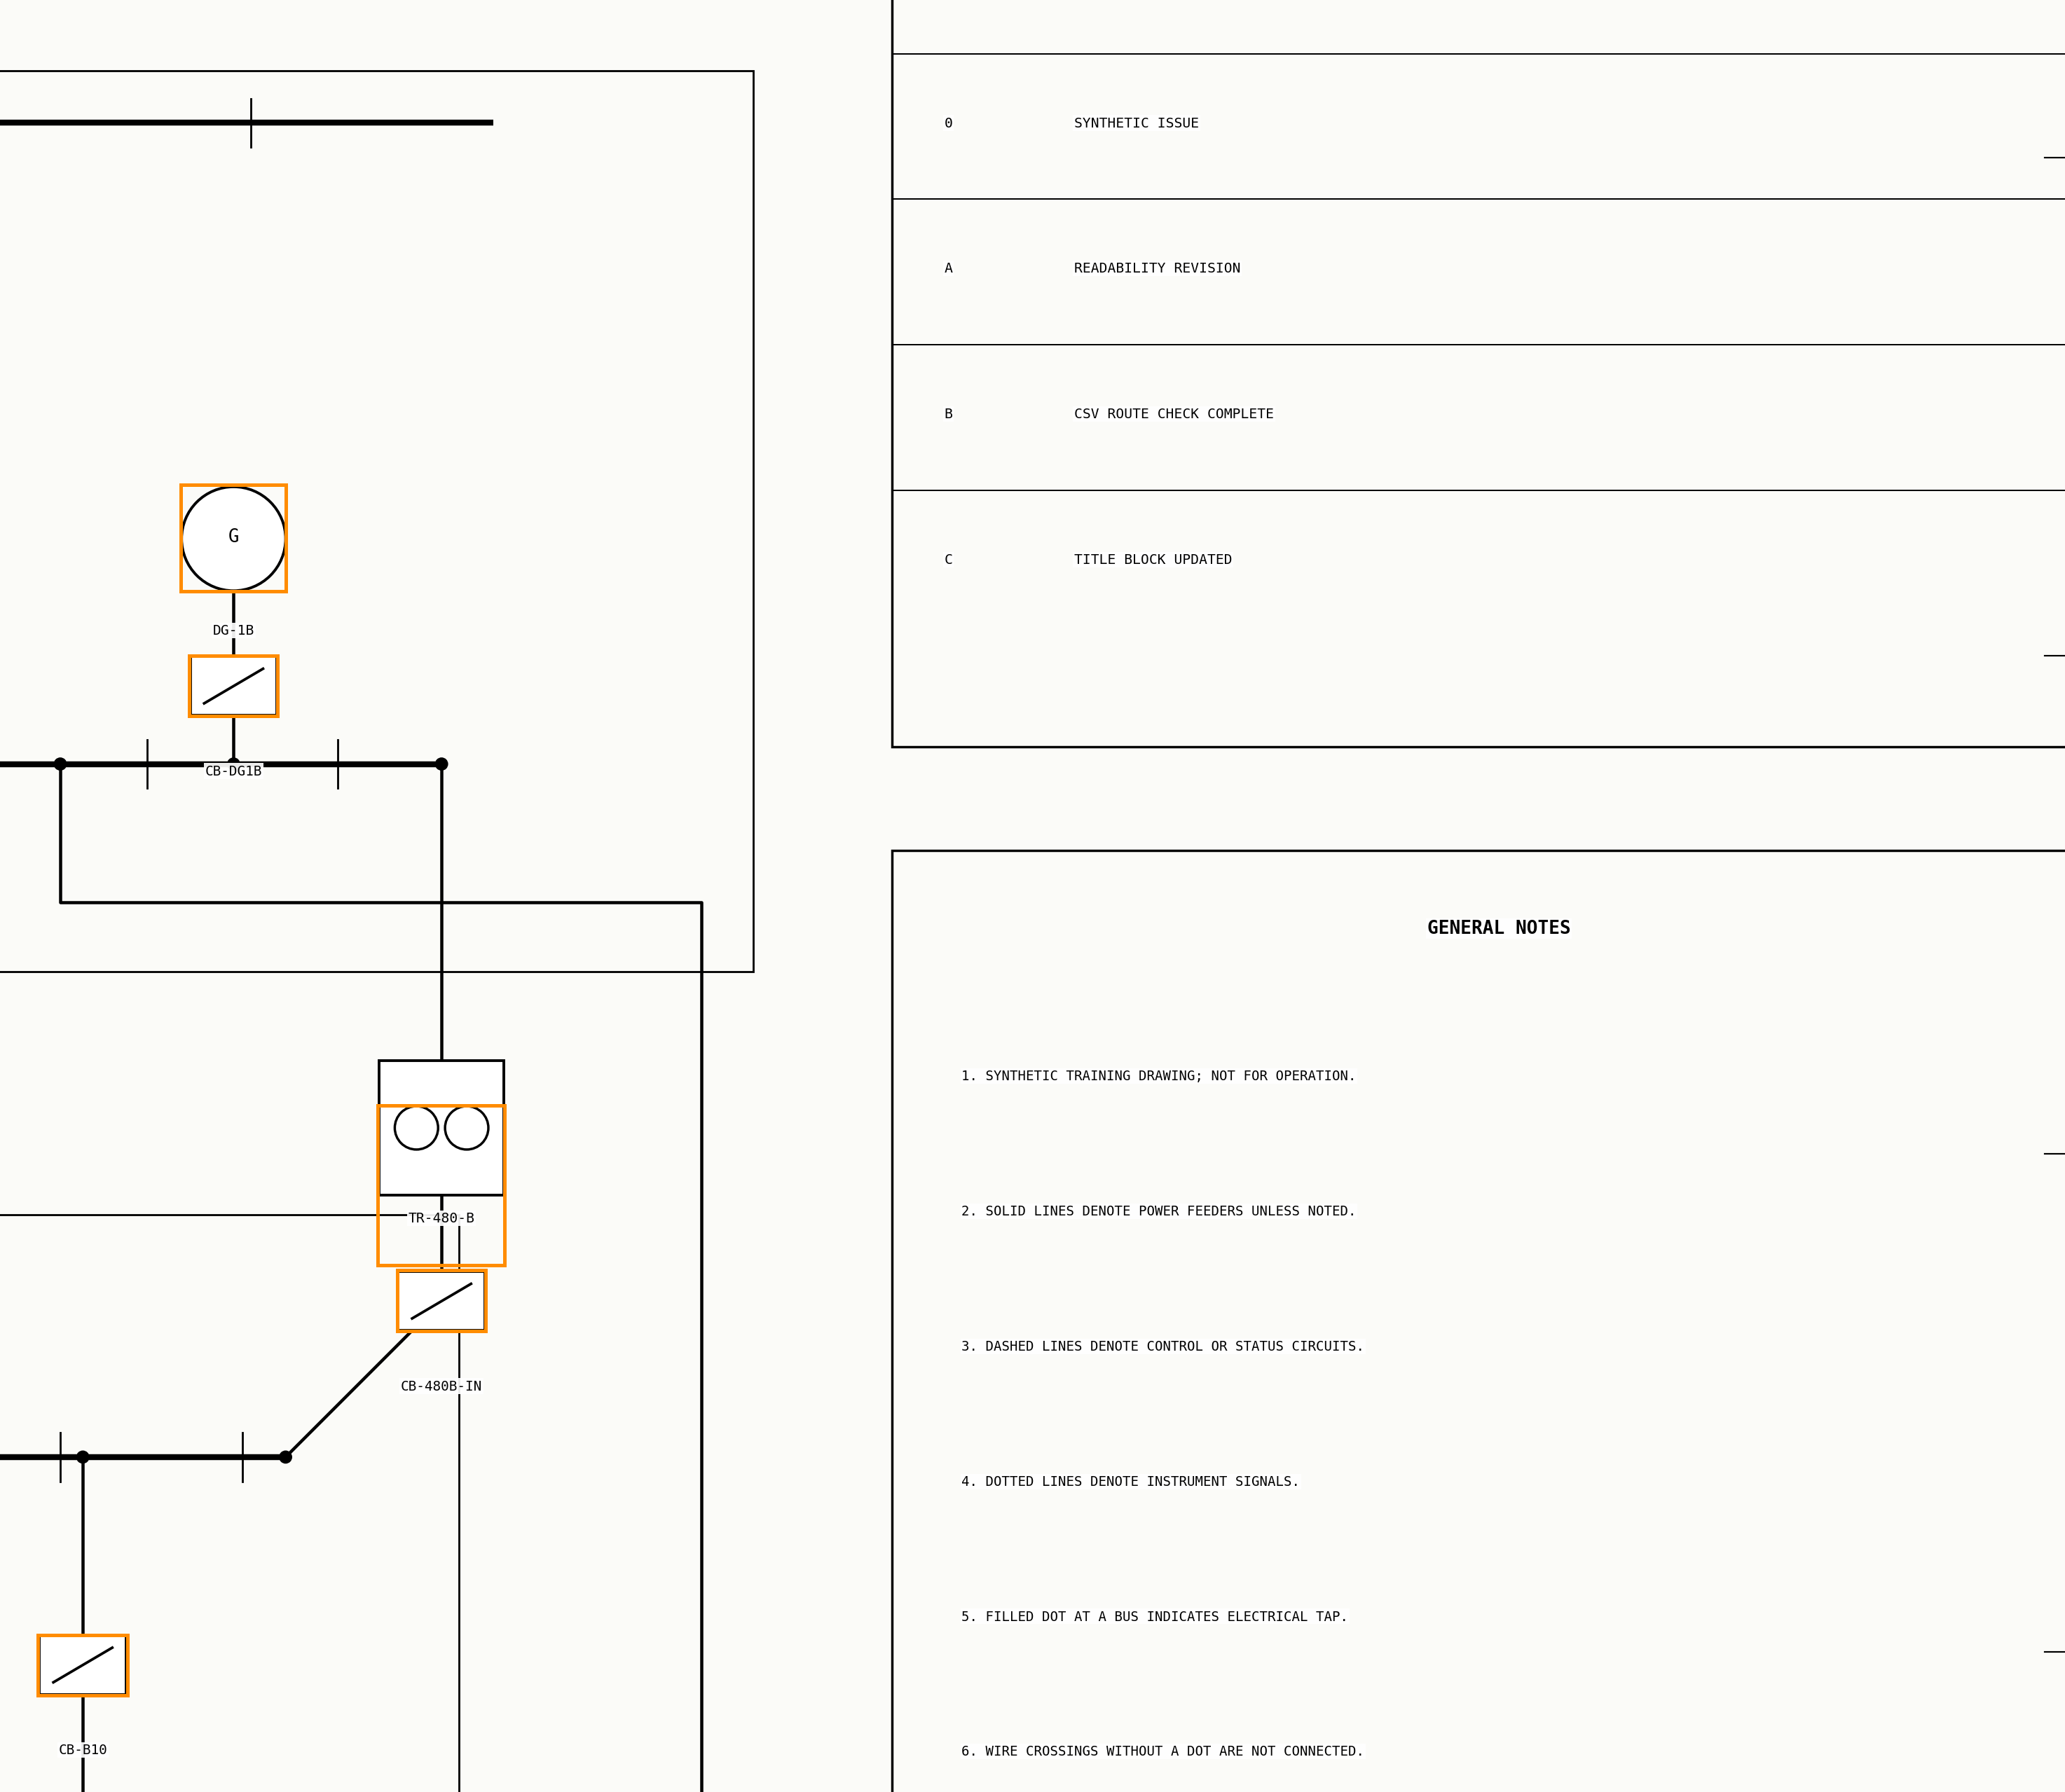 0 SYNTHETIC ISSUE
A READABILITY REVISION
B CSV ROUTE CHECK COMPLETE
C TITLE BLOCK UPDATED
G
DG-1B
CB-DG1B
TR-480-B
CB-480B-IN
CB-B10
GENERAL NOTES
1. SYNTHETIC TRAINING DRAWING; NOT FOR OPERATION.
2. SOLID LINES DENOTE POWER FEEDERS UNLESS NOTED.
3. DASHED LINES DENOTE CONTROL OR STATUS CIRCUITS.
4. DOTTED LINES DENOTE INSTRUMENT SIGNALS.
5. FILLED DOT AT A BUS INDICATES ELECTRICAL TAP.
6. WIRE CROSSINGS WITHOUT A DOT ARE NOT CONNECTED.